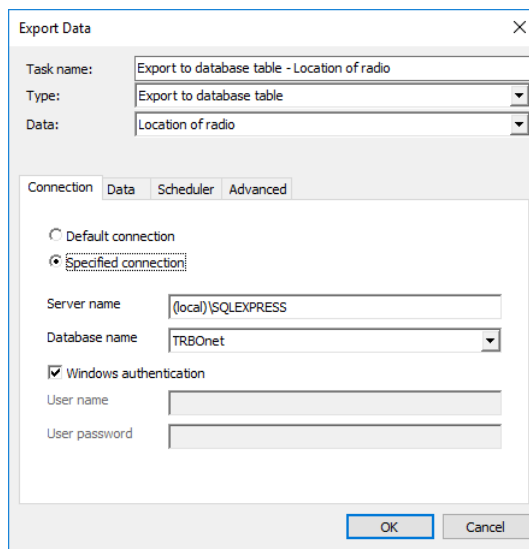 Export Data
Task name: Export to database table - Location of radio
Type: Export to database table
Data: Location of radio
Connection Data Scheduler Advanced
Default connection
Specified connection
Server name (local)\SQLEXPRESS
Database name TRBOnet
Windows authentication
User name
User password
OK Cancel